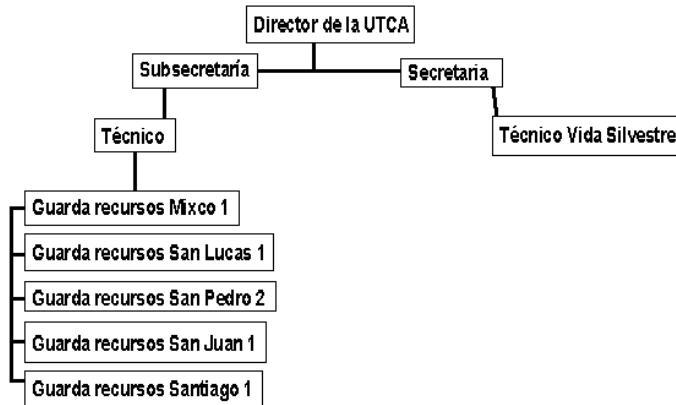 Director de la UTCA
Subsecretaría
Secretaria
Técnico
Técnico Vida Silvestre
Guarda recursos Mixco 1
Guarda recursos San Lucas 1
Guarda recursos San Pedro 2
Guarda recursos San Juan 1
Guarda recursos Santiago 1